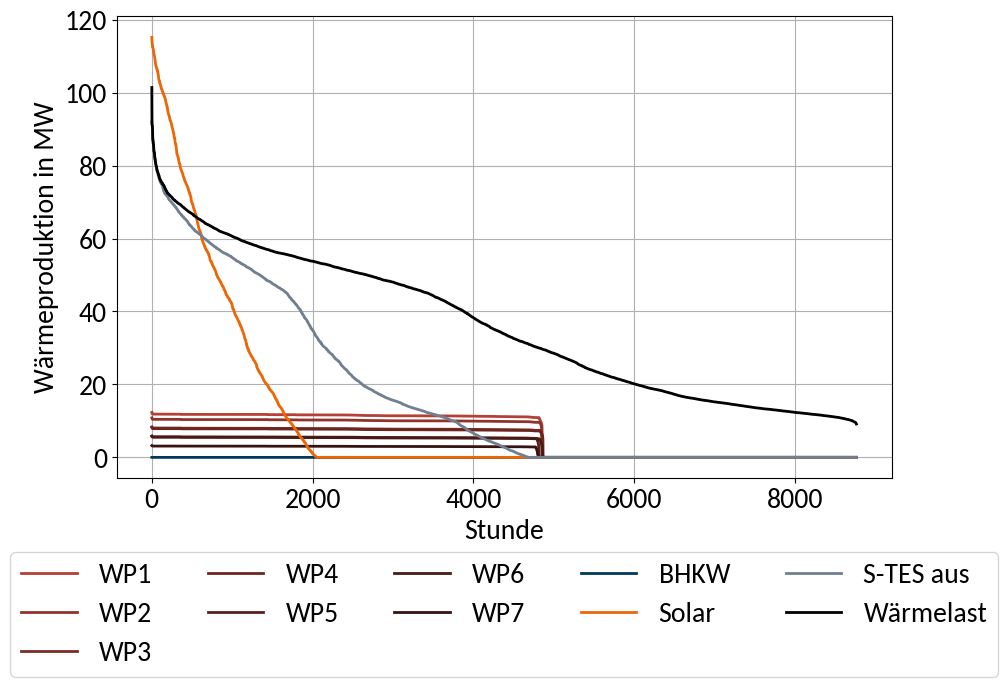 120
100
80
60
40
20
0
Wärmeproduktion in MW
0 2000 4000 6000 8000
Stunde
WP1 WP4 WP6 BHKW S-TES aus
WP2 WP5 WP7 Solar Wärmelast
WP3